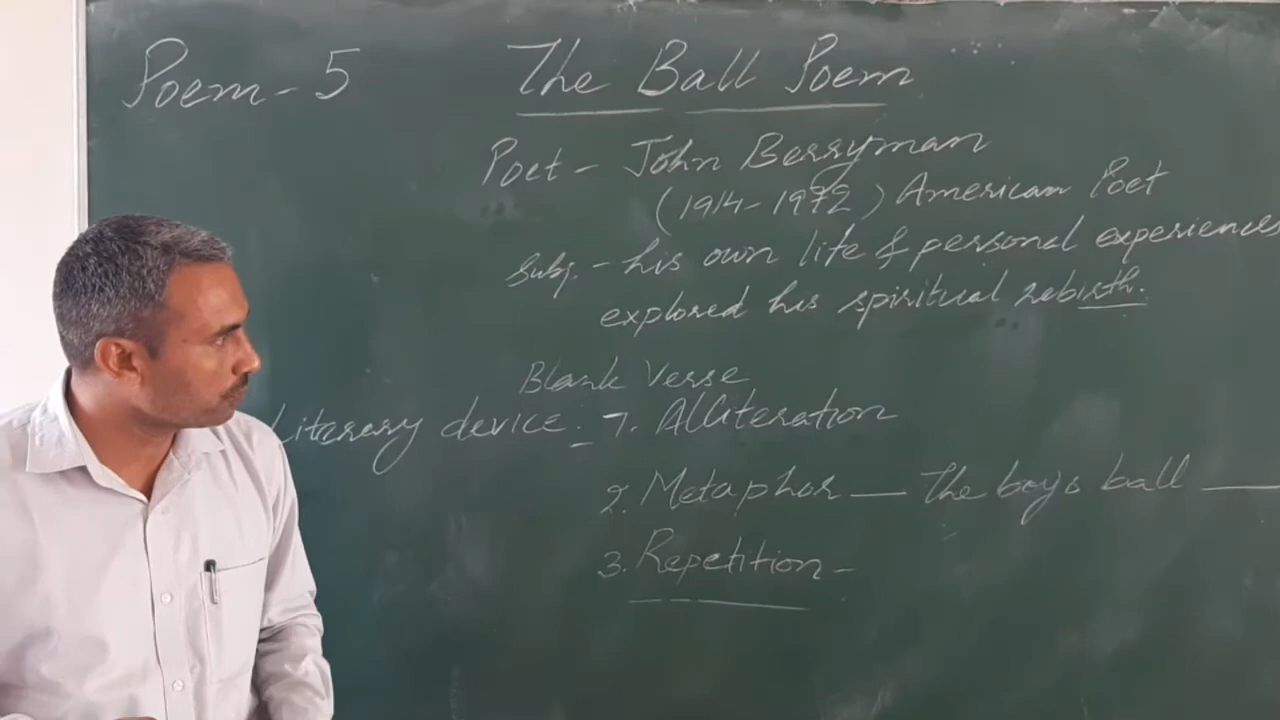 Poem - 5
The Ball Poem
Poet - John Berryman
(1914-1972) American Poet
Subj. - his own life & personal experiences
explored his spiritual rebirth.
Blank Verse
Literary device : 1. Alliteration
2. Metaphor — The boy's ball —
3. Repetition -